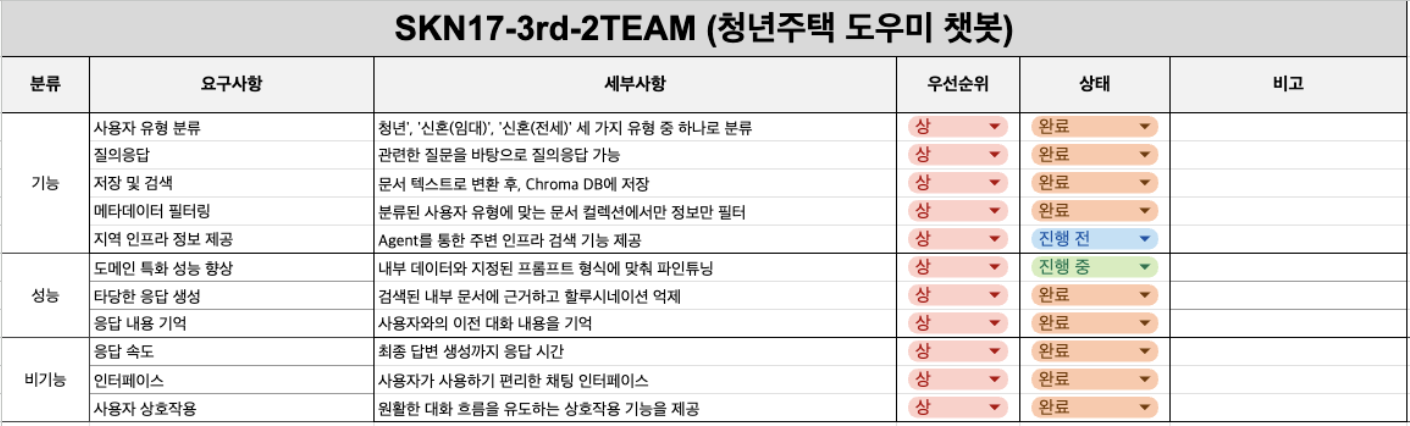 SKN17-3rd-2TEAM (청년주택 도우미 챗봇)
분류 요구사항 세부사항 우선순위 상태 비고
기능 사용자 유형 분류 청년', '신혼(임대)', '신혼(전세)' 세 가지 유형 중 하나로 분류 상 완료
질의응답 관련한 질문을 바탕으로 질의응답 가능 상 완료
저장 및 검색 문서 텍스트로 변환 후, Chroma DB에 저장 상 완료
메타데이터 필터링 분류된 사용자 유형에 맞는 문서 컬렉션에서만 정보만 필터 상 완료
지역 인프라 정보 제공 Agent를 통한 주변 인프라 검색 기능 제공 상 진행 전
성능 도메인 특화 성능 향상 내부 데이터와 지정된 프롬프트 형식에 맞춰 파인튜닝 상 진행 중
타당한 응답 생성 검색된 내부 문서에 근거하고 할루시네이션 억제 상 완료
응답 내용 기억 사용자와의 이전 대화 내용을 기억 상 완료
비기능 응답 속도 최종 답변 생성까지 응답 시간 상 완료
인터페이스 사용자가 사용하기 편리한 채팅 인터페이스 상 완료
사용자 상호작용 원활한 대화 흐름을 유도하는 상호작용 기능을 제공 상 완료